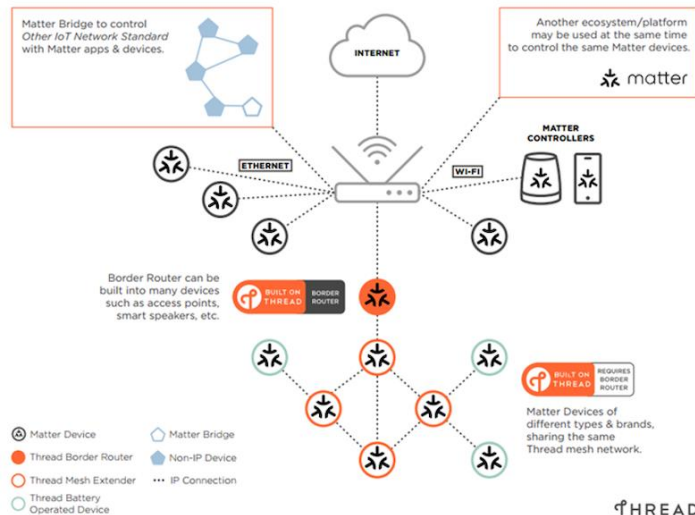 Matter Bridge to control
Other IoT Network Standard
with Matter apps & devices.
INTERNET
Another ecosystem/platform
may be used at the same time
to control the same Matter devices.
matter
MATTER
CONTROLLERS
ETHERNET
WI-FI
Border Router can be
built into many devices
such as access points,
smart speakers, etc.
BUILT ON
THREAD
BORDER
ROUTER
BUILT ON
THREAD
REQUIRES
BORDER
ROUTER
Matter Devices of
different types & brands,
sharing the same
Thread mesh network.
Matter Device
Thread Border Router
Thread Mesh Extender
Thread Battery
Operated Device
Matter Bridge
Non-IP Device
IP Connection
THREAD